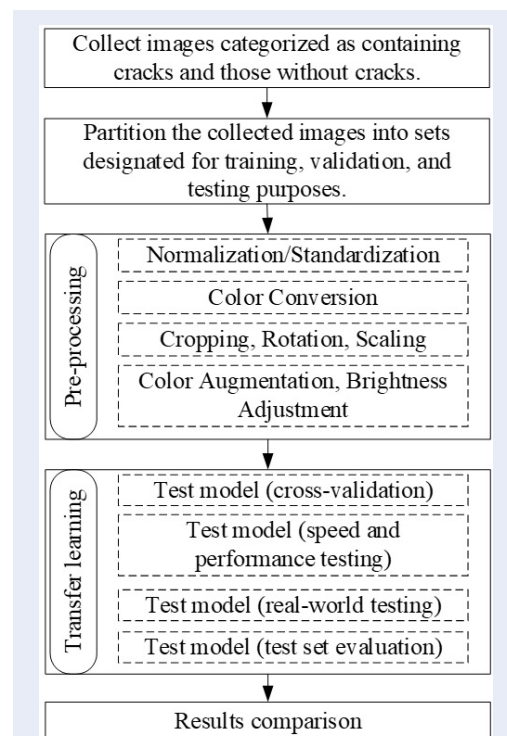 Collect images categorized as containing
cracks and those without cracks.
Partition the collected images into sets
designated for training, validation, and
testing purposes.
Pre-processing
Normalization/Standardization
Color Conversion
Cropping, Rotation, Scaling
Color Augmentation, Brightness
Adjustment
Transfer learning
Test model (cross-validation)
Test model (speed and
performance testing)
Test model (real-world testing)
Test model (test set evaluation)
Results comparison